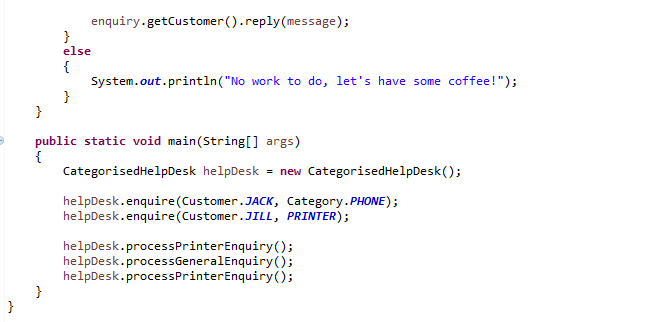 enquiry.getCustomer().reply(message);
}
else
{
System.out.println("No work to do, let's have some coffee!");
}
}
public static void main(String[] args)
{
CategorisedHelpDesk helpDesk = new CategorisedHelpDesk();
helpDesk.enquire(Customer.JACK, Category.PHONE);
helpDesk.enquire(Customer.JILL, PRINTER);
helpDesk.processPrinterEnquiry();
helpDesk.processGeneralEnquiry();
helpDesk.processPrinterEnquiry();
}
}